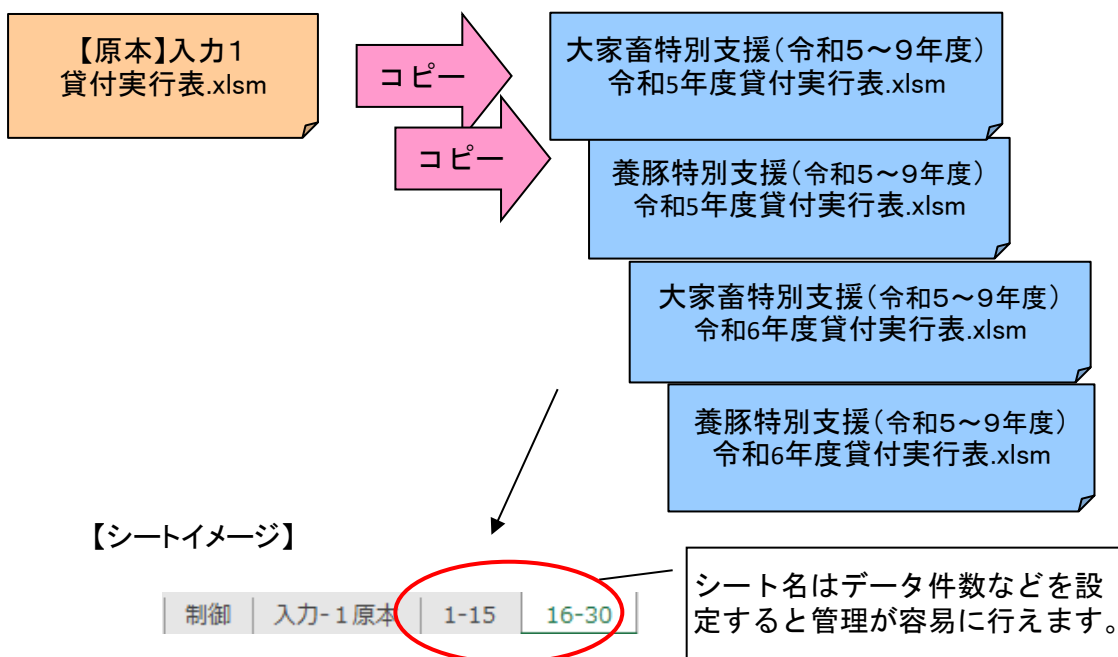 【原本】入力１
貸付実行表.xlsm
コピー
コピー
大家畜特別支援（令和５～９年度）
令和5年度貸付実行表.xlsm
養豚特別支援（令和５～９年度）
令和5年度貸付実行表.xlsm
大家畜特別支援（令和５～９年度）
令和6年度貸付実行表.xlsm
養豚特別支援（令和５～９年度）
令和6年度貸付実行表.xlsm
【シートイメージ】
制御 入力-１原本 1-15 16-30
シート名はデータ件数などを設
定すると管理が容易に行えます。